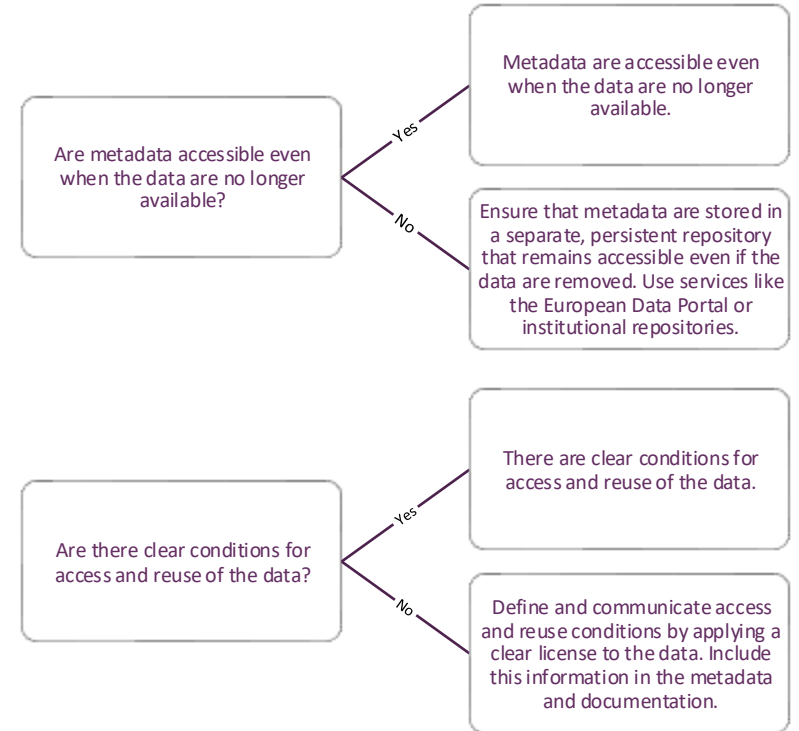 Are metadata accessible even
when the data are no longer
available?
Yes
Metadata are accessible even
when the data are no longer
available.
No
Ensure that metadata are stored in
a separate, persistent repository
that remains accessible even if the
data are removed. Use services like
the European Data Portal or
institutional repositories.
Are there clear conditions for
access and reuse of the data?
Yes
There are clear conditions for
access and reuse of the data.
No
Define and communicate access
and reuse conditions by applying a
clear license to the data. Include
this information in the metadata
and documentation.